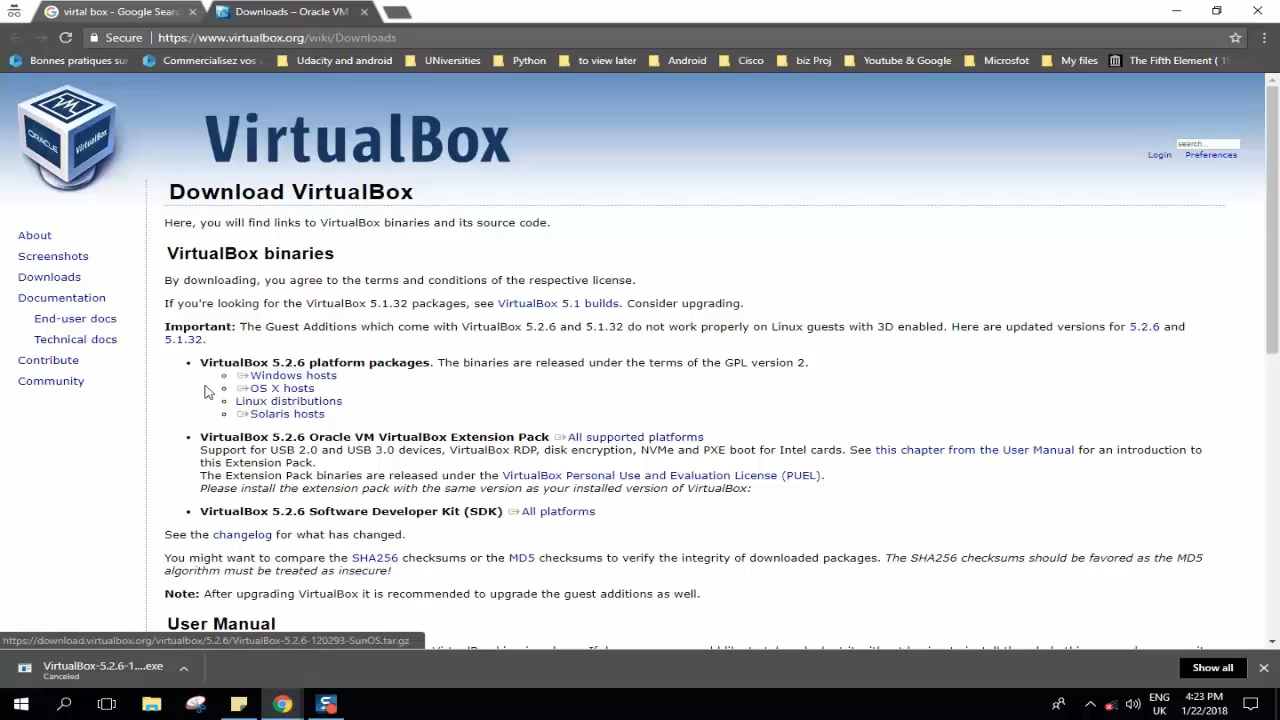 virtal box - Google Searc
Downloads – Oracle VM
Secure
https://www.virtualbox.org/wiki/Downloads
Bonnes pratiques su
Commercialisez vos
Udacity and android
UNiversities
Python
to view later
Android
Cisco
biz Proj
Youtube & Google
Microsfot
My files
The Fifth Element (
ORACLE
VirtualBox
VirtualBox
search...
Login
Preferences
About
Screenshots
Downloads
Documentation
End-user docs
Technical docs
Contribute
Community
Download VirtualBox
Here, you will find links to VirtualBox binaries and its source code.
VirtualBox binaries
By downloading, you agree to the terms and conditions of the respective license.
If you're looking for the VirtualBox 5.1.32 packages, see VirtualBox 5.1 builds. Consider upgrading.
Important: The Guest Additions which come with VirtualBox 5.2.6 and 5.1.32 do not work properly on Linux guests with 3D enabled. Here are updated versions for 5.2.6 and
5.1.32.
• VirtualBox 5.2.6 platform packages. The binaries are released under the terms of the GPL version 2.
Windows hosts
OS X hosts
Linux distributions
Solaris hosts
• VirtualBox 5.2.6 Oracle VM VirtualBox Extension Pack All supported platforms
Support for USB 2.0 and USB 3.0 devices, VirtualBox RDP, disk encryption, NVMe and PXE boot for Intel cards. See this chapter from the User Manual for an introduction to
this Extension Pack.
The Extension Pack binaries are released under the VirtualBox Personal Use and Evaluation License (PUEL).
Please install the extension pack with the same version as your installed version of VirtualBox:
• VirtualBox 5.2.6 Software Developer Kit (SDK) All platforms
See the changelog for what has changed.
You might want to compare the SHA256 checksums or the MD5 checksums to verify the integrity of downloaded packages. The SHA256 checksums should be favored as the MD5
algorithm must be treated as insecure!
Note: After upgrading VirtualBox it is recommended to upgrade the guest additions as well.
User Manual
https://download.virtualbox.org/virtualbox/5.2.6/VirtualBox-5.2.6-120293-SunOS.tar.gz
VirtualBox-5.2.6-1....exe
Canceled
Show all
ENG
UK
4:23 PM
1/22/2018